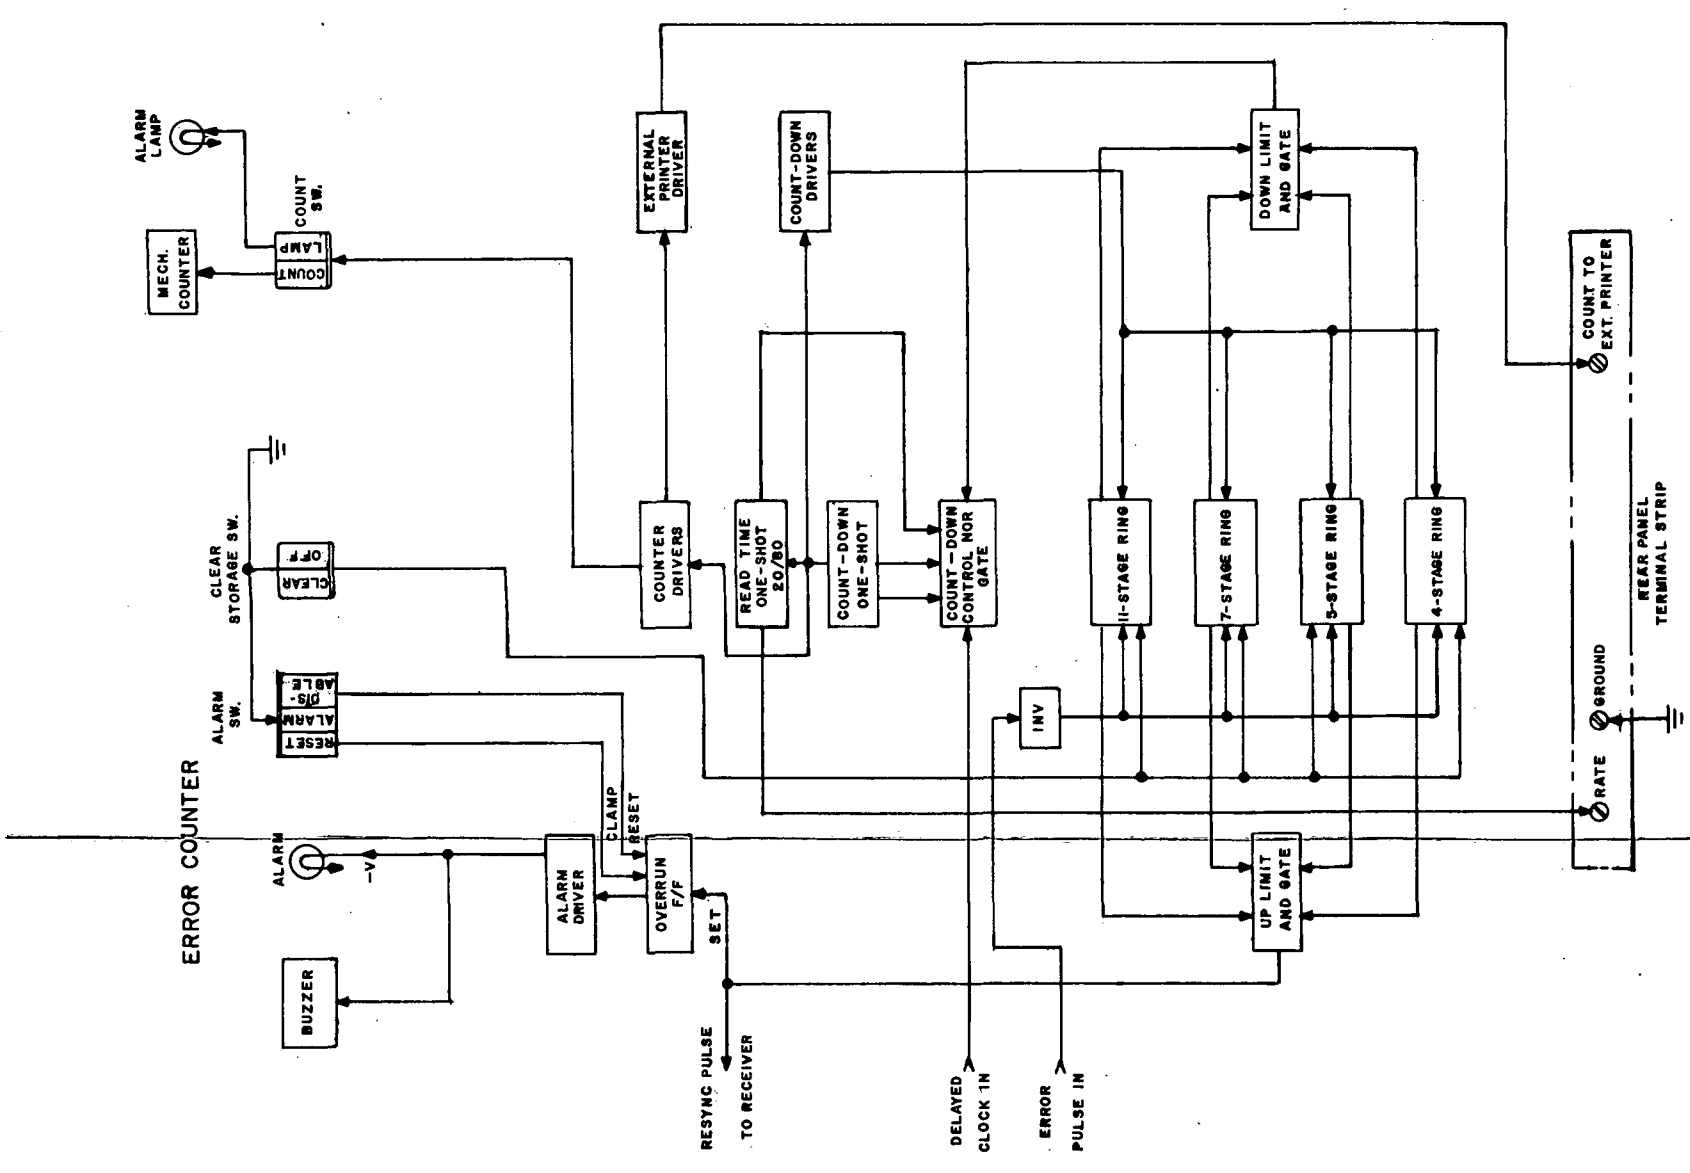 ERROR COUNTER
BUZZER
ALARM
-V
ALARM
DRIVER
OVERRUN
F/F
SET
CLAMP
RESET
RESYNC PULSE
TO RECEIVER
ALARM
SW.
RESET
ALARM
DIS-
ABLE
CLEAR
STORAGE SW.
CLEAR
OFF
MECH.
COUNTER
COUNT
SW.
COUNT
LAMP
ALARM
LAMP
COUNTER
DRIVERS
EXTERNAL
PRINTER
DRIVER
READ TIME
ONE-SHOT
20/80
COUNT-DOWN
ONE-SHOT
COUNT-DOWN
DRIVERS
COUNT-DOWN
CONTROL NOR
GATE
DELAYED
CLOCK IN
ERROR
PULSE IN
INV
11-STAGE RING
7-STAGE RING
5-STAGE RING
4-STAGE RING
UP LIMIT
AND GATE
DOWN LIMIT
AND GATE
RATE
GROUND
COUNT TO
EXT. PRINTER
REAR PANEL
TERMINAL STRIP